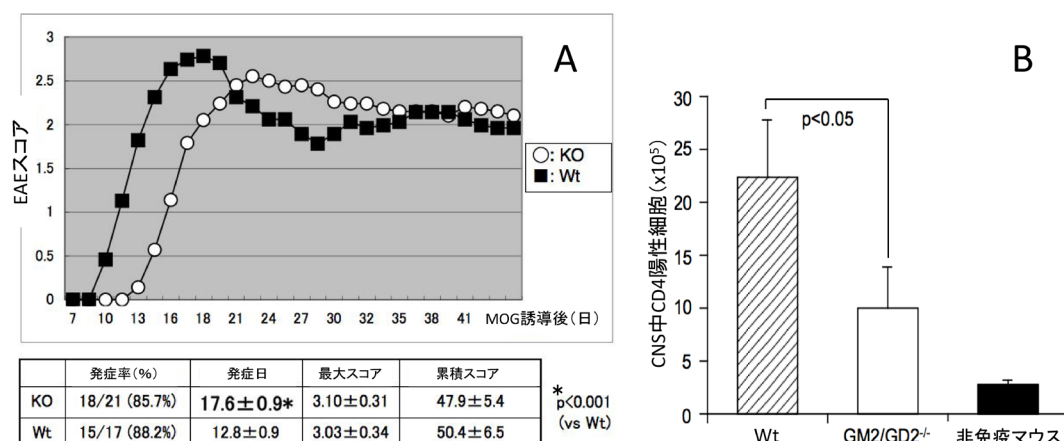 A
EAEスコア
3
2.5
2
1.5
1
0.5
0
7 10 13 16 18 21 24 27 30 32 35 38 41 MOG誘導後(日)
○: KO
■: Wt
発症率(%) 発症日 最大スコア 累積スコア
KO 18/21 (85.7%) 17.6±0.9* 3.10±0.31 47.9±5.4
Wt 15/17 (88.2%) 12.8±0.9 3.03±0.34 50.4±6.5
*
p<0.001
(vs Wt)
B
CNS中CD4陽性細胞(x10⁵)
30
25
20
15
10
5
0
p<0.05
Wt GM2/GD2⁻/⁻ 非免疫マウス